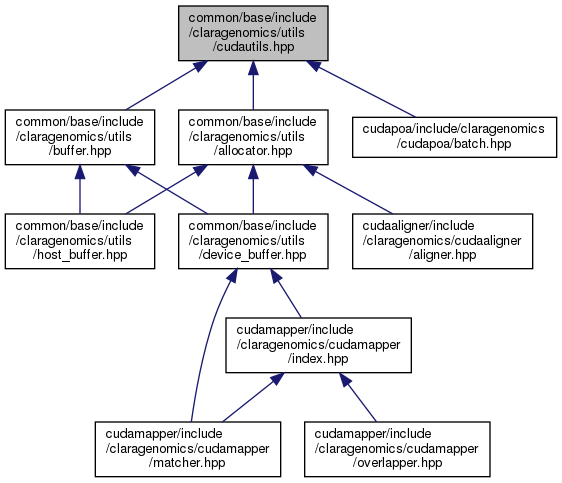 common/base/include
/claragenomics/utils
/cudautils.hpp
common/base/include
/claragenomics/utils
/buffer.hpp
common/base/include
/claragenomics/utils
/allocator.hpp
cudapoa/include/claragenomics
/cudapoa/batch.hpp
common/base/include
/claragenomics/utils
/host_buffer.hpp
common/base/include
/claragenomics/utils
/device_buffer.hpp
cudaaligner/include
/claragenomics/cudaaligner
/aligner.hpp
cudamapper/include
/claragenomics/cudamapper
/index.hpp
cudamapper/include
/claragenomics/cudamapper
/matcher.hpp
cudamapper/include
/claragenomics/cudamapper
/overlapper.hpp